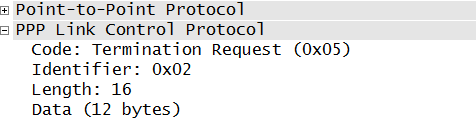 Point-to-Point Protocol
PPP Link Control Protocol
Code: Termination Request (0x05)
Identifier: 0x02
Length: 16
Data (12 bytes)